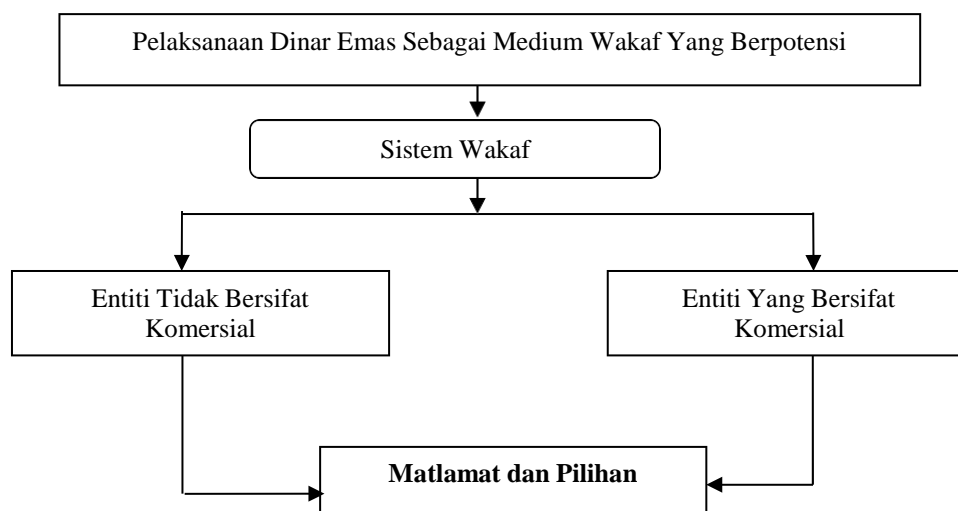 Pelaksanaan Dinar Emas Sebagai Medium Wakaf Yang Berpotensi
Sistem Wakaf
Entiti Tidak Bersifat
Komersial
Entiti Yang Bersifat
Komersial
Matlamat dan Pilihan